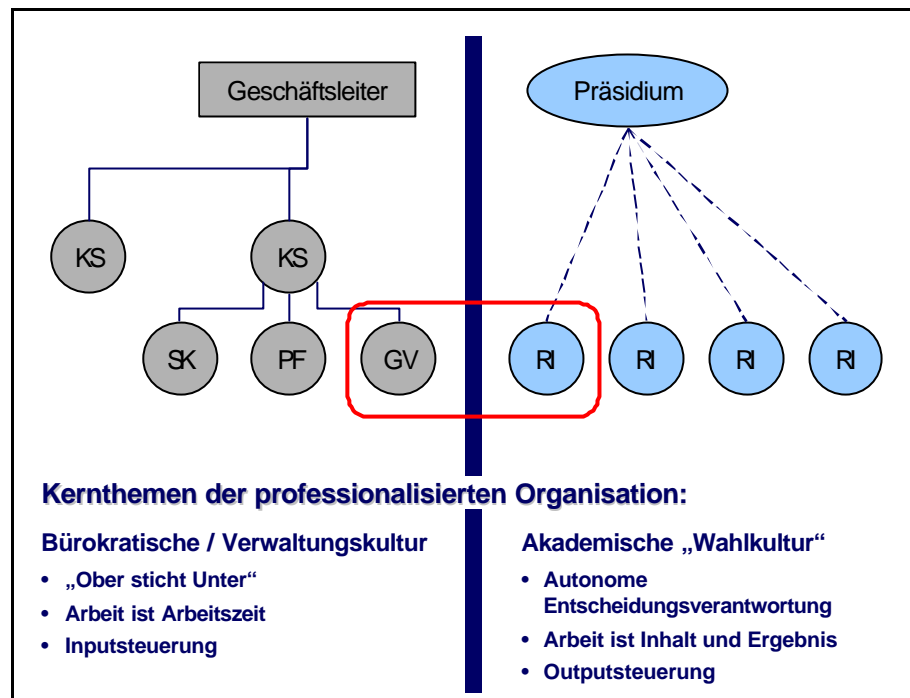 Geschäftsleiter
Präsidium
KS
KS
SK
PF
GV
RI
RI
RI
RI
Kernthemen der professionalisierten Organisation:
Bürokratische / Verwaltungskultur
• „Ober sticht Unter“
• Arbeit ist Arbeitszeit
• Inputsteuerung
Akademische „Wahlkultur“
• Autonome
Entscheidungsverantwortung
• Arbeit ist Inhalt und Ergebnis
• Outputsteuerung